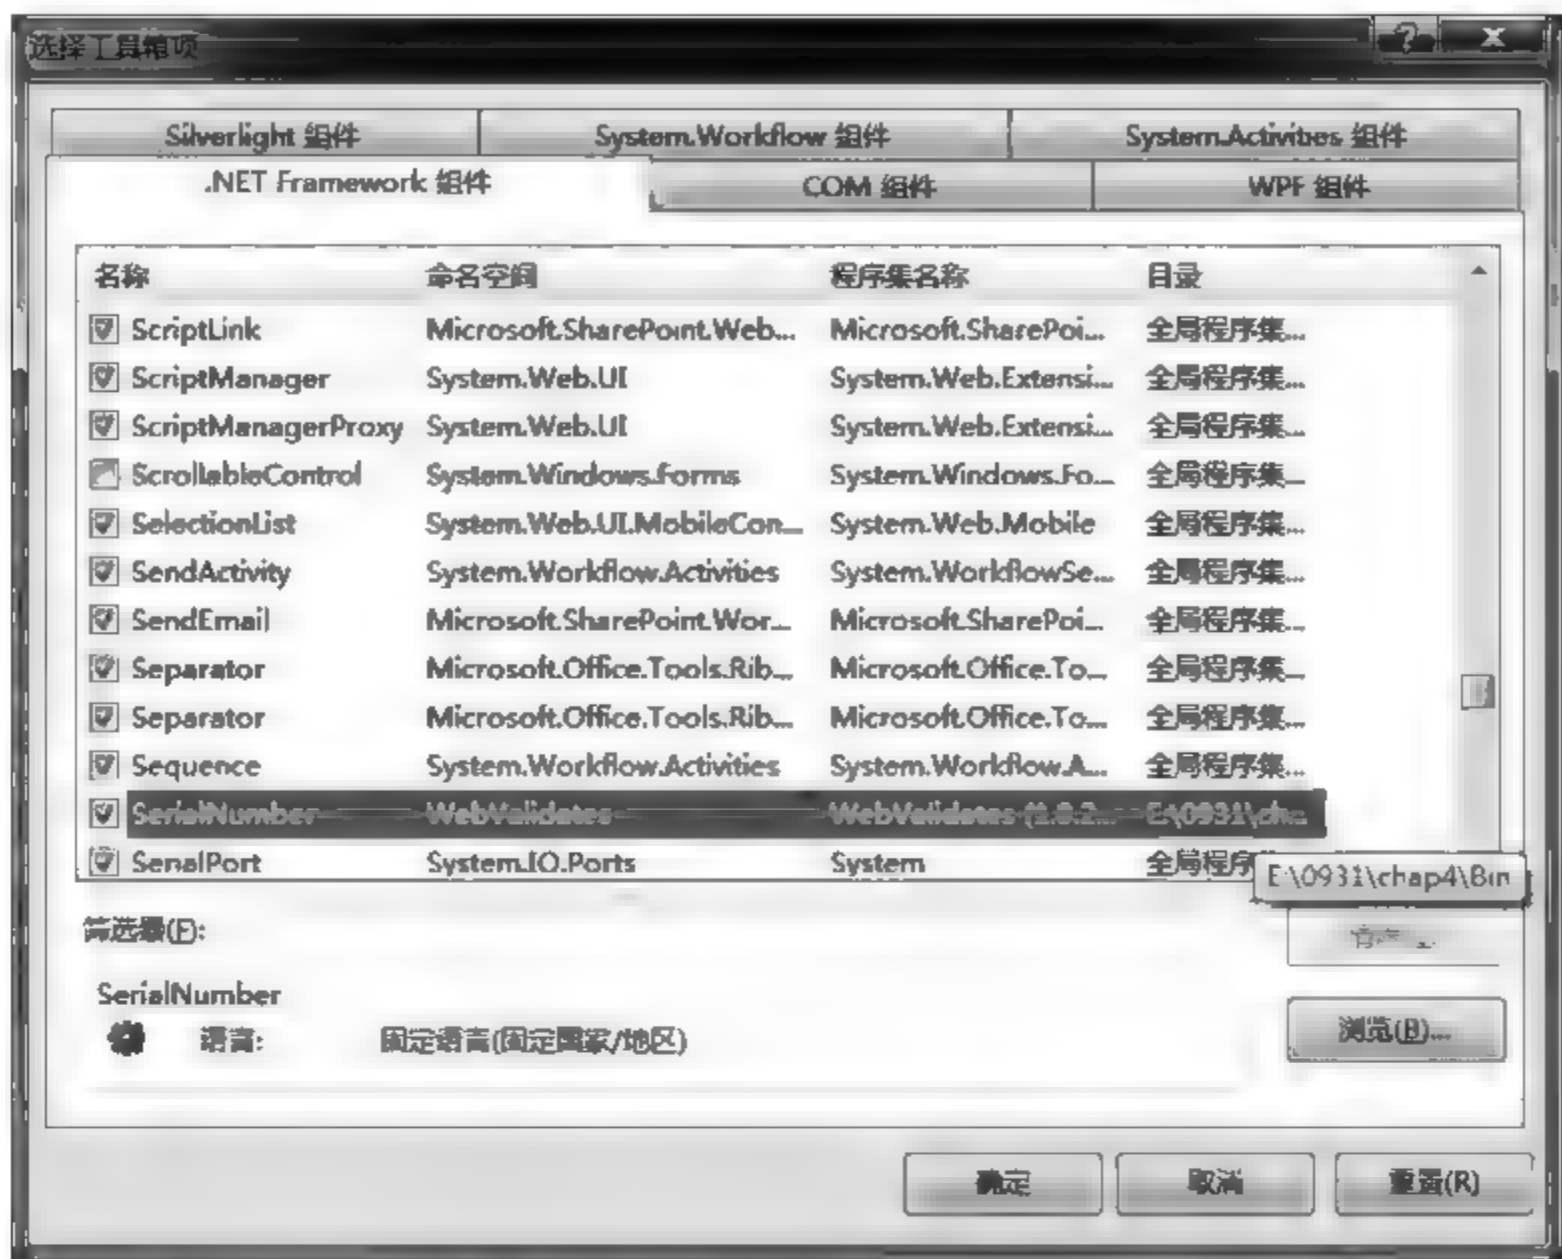 选择工具箱项
Silverlight 组件 System.Workflow 组件 System.Activities 组件
.NET Framework 组件 COM 组件 WPF 组件
名称 命名空间 程序集名称 目录
ScriptLink Microsoft.SharePoint.Web... Microsoft.SharePoi... 全局程序集...
ScriptManager System.Web.UI System.Web.Extensi... 全局程序集...
ScriptManagerProxy System.Web.UI System.Web.Extensi... 全局程序集...
ScrollableControl System.Windows.Forms System.Windows.Fo... 全局程序集...
SelectionList System.Web.UI.MobileCon... System.Web.Mobile 全局程序集...
SendActivity System.Workflow.Activities System.WorkflowSe... 全局程序集...
SendEmail Microsoft.SharePoint.Wor... Microsoft.SharePoi... 全局程序集...
Separator Microsoft.Office.Tools.Rib... Microsoft.Office.To... 全局程序集...
Separator Microsoft.Office.Tools.Rib... Microsoft.Office.To... 全局程序集...
Sequence System.Workflow.Activities System.Workflow.A... 全局程序集...
SerialNumber WebValidates WebValidates E:\0931\cha...
SerialPort System.IO.Ports System 全局程序
E:\0931\chap4\Bin
筛选器(F):
SerialNumber
语言: 固定语言(固定国家/地区)
浏览(B)...
确定 取消 重置(R)